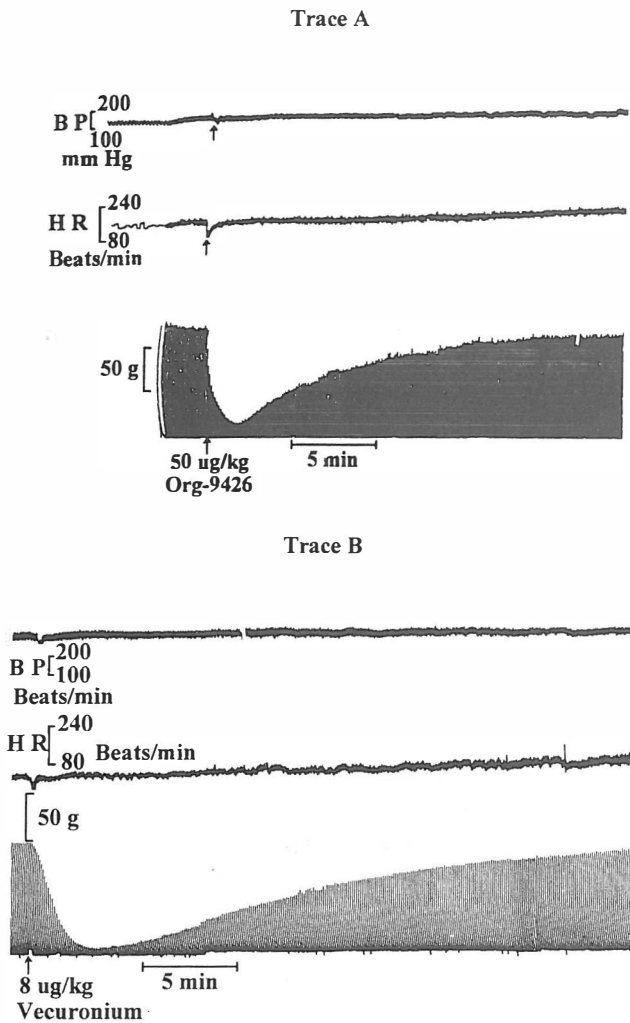 Trace A
200
B P
100
mm Hg
240
H R
80
Beats/min
50 g
50 ug/kg
Org-9426
5 min
Trace B
200
B P
100
Beats/min
240
H R
80 Beats/min
50 g
5 min
8 ug/kg
Vecuronium